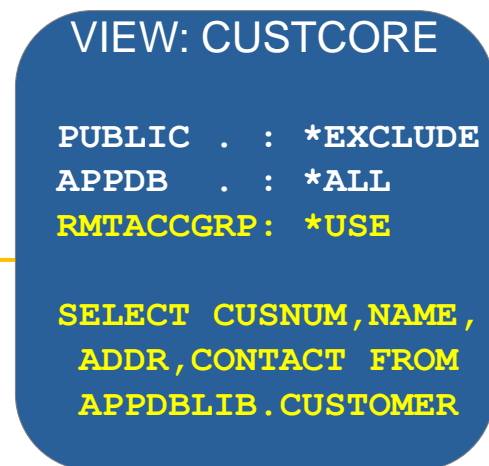 VIEW: CUSTCORE
PUBLIC . : *EXCLUDE
APPDB . : *ALL
RMTACCGRP: *USE
SELECT CUSNUM,NAME,
ADDR,CONTACT FROM
APPDBLIB.CUSTOMER